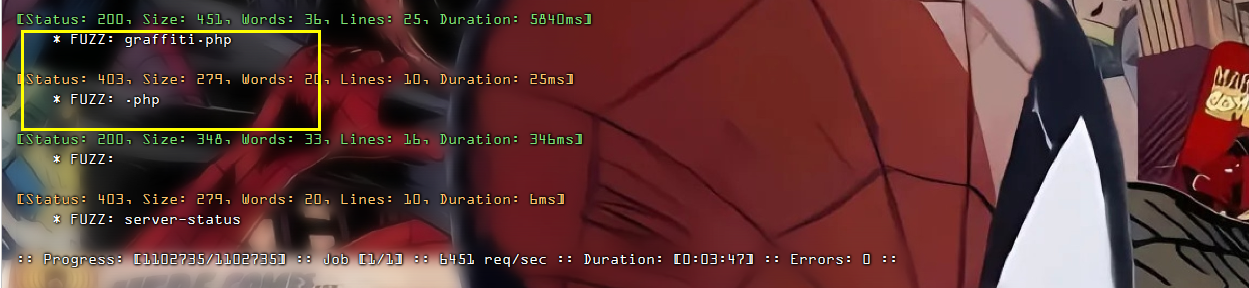 [Status: 200, Size: 451, Words: 36, Lines: 25, Duration: 5840ms]
* FUZZ: graffiti.php
[Status: 403, Size: 279, Words: 20, Lines: 10, Duration: 25ms]
* FUZZ: .php
[Status: 200, Size: 348, Words: 33, Lines: 16, Duration: 346ms]
* FUZZ:
[Status: 403, Size: 279, Words: 20, Lines: 10, Duration: 6ms]
* FUZZ: server-status
:: Progress: [1102735/1102735] :: Job [1/1] :: 6451 req/sec :: Duration: [0:03:47] :: Errors: 0 ::